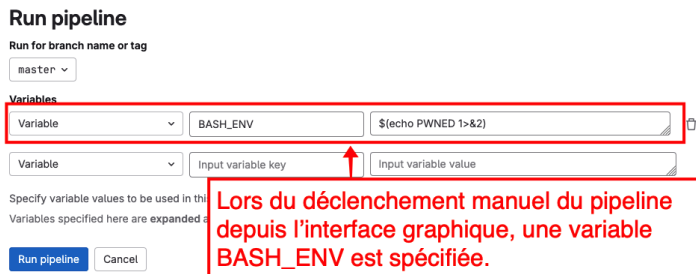 Run pipeline
Run for branch name or tag
master
Variables
Variable BASH_ENV $(echo PWNED 1>&2)
Variable Input variable key Input variable value
Specify variable values to be used in this
Variables specified here are expanded
Lors du déclenchement manuel du pipeline
depuis l'interface graphique, une variable
BASH_ENV est spécifiée.
Run pipeline Cancel